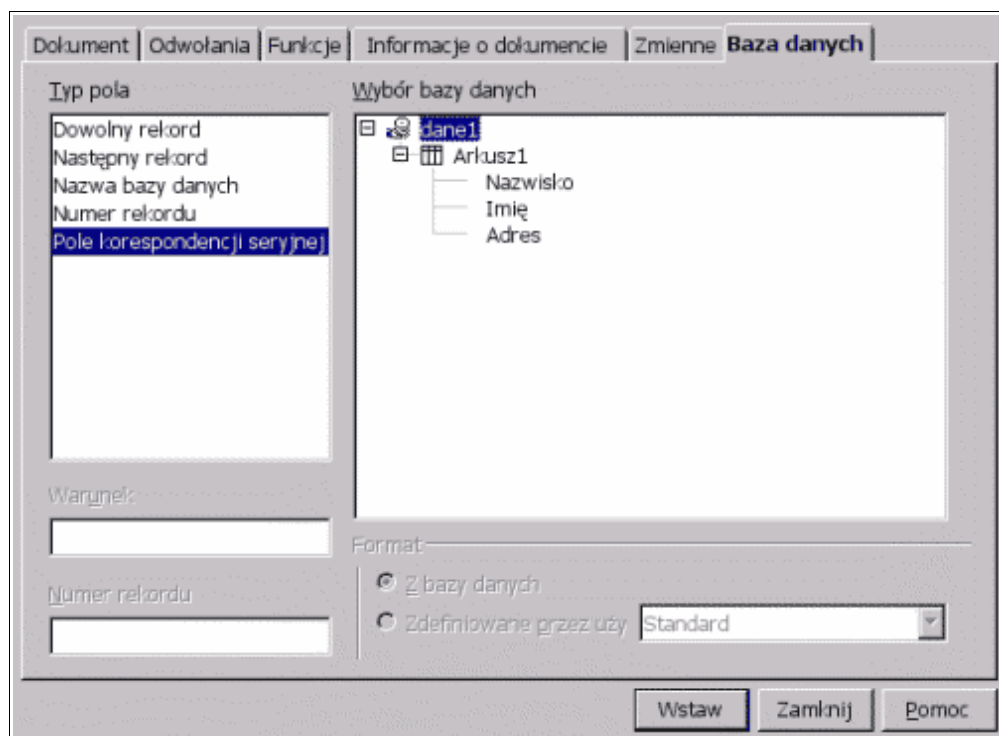 Dokument Odwołania Funkcje Informacje o dokumencie Zmienne Baza danych
Typ pola
Dowolny rekord
Następny rekord
Nazwa bazy danych
Numer rekordu
Pole korespondencji seryjnej
Warunek
Numer rekordu
Wybór bazy danych
dane1
Arkusz1
Nazwisko
Imię
Adres
Format
Z bazy danych
Zdefiniowane przez uży Standard
Wstaw Zamknij Pomoc